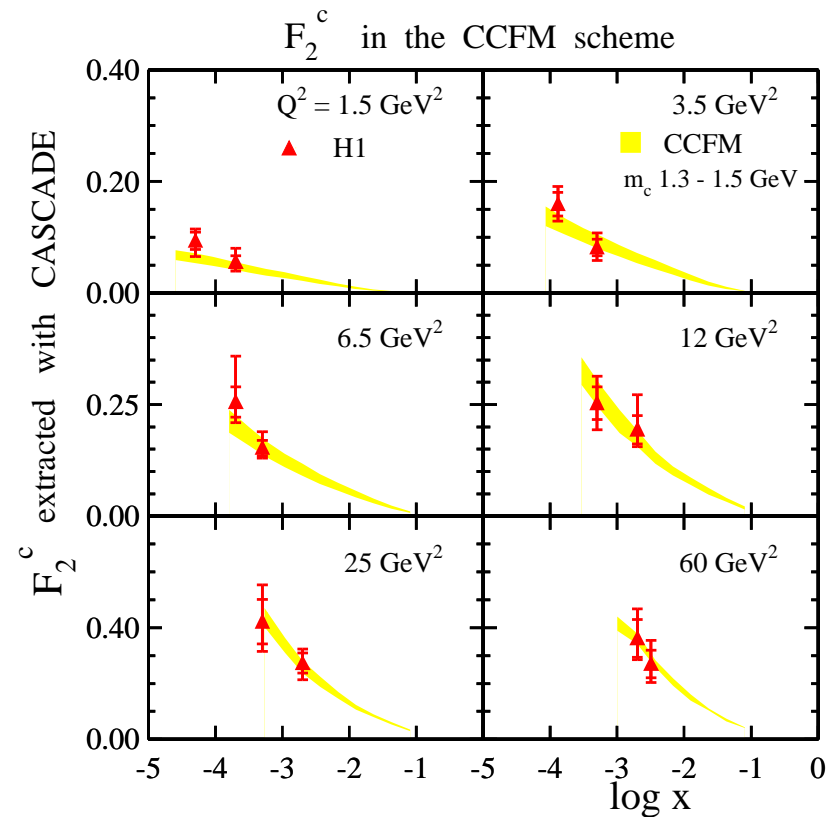 F₂ᶜ in the CCFM scheme
F₂ᶜ extracted with CASCADE
0.40
0.20
0.00
Q² = 1.5 GeV²
H1
3.5 GeV²
CCFM
m_c 1.3 - 1.5 GeV
0.25
0.00
6.5 GeV²
12 GeV²
0.40
0.00
25 GeV²
60 GeV²
-5 -4 -3 -2 -1 -5 -4 -3 -2 -1 0
log x